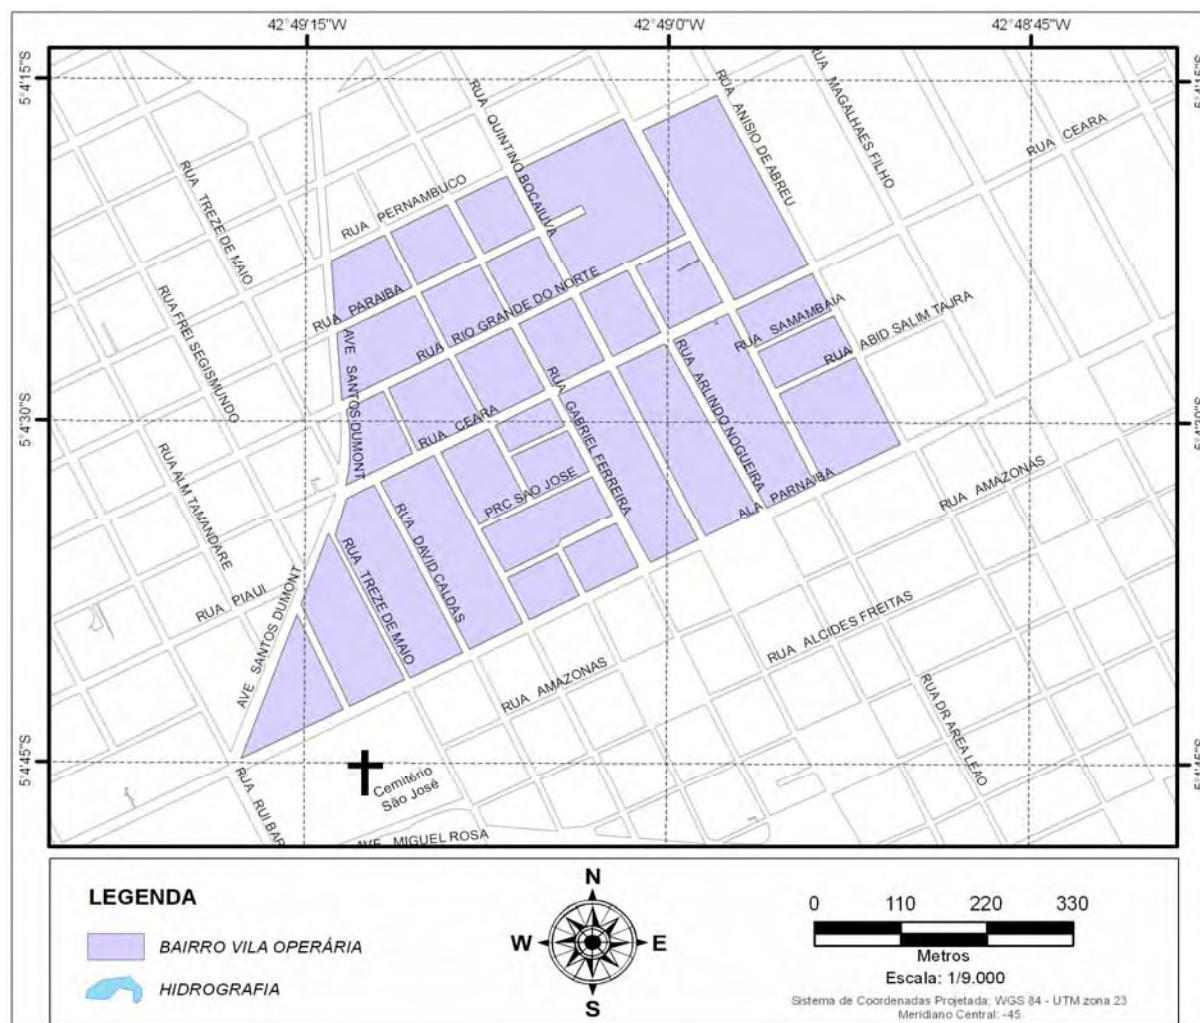 42°49'15"W
42°49'0"W
42°48'45"W
5°4'15"S
RUA MAGALHAES FILHO
RUA ANISIO DE ABREU
RUA QUINTINO BOCAIUVA
RUA CEARA
RUA TREZE DE MAIO
RUA PERNAMBUCO
RUA PARAIBA
RUA RIO GRANDE DO NORTE
RUA FREI SEGISMUNDO
AVE SANTOS DUMONT
RUA SAMAMBAIA
RUA ABID SALIM TAJRA
5°4'30"S
5°4'30"S
RUA CEARA
RUA GABRIEL FERREIRA
RUA ARLINDO NOGUEIRA
RUA ALM TAMANDARE
PRC SAO JOSE
ALA PARNAIBA
RUA AMAZONAS
RUA DAVID CALDAS
RUA TREZE DE MAIO
RUA PIAUI
AVE SANTOS DUMONT
RUA ALCIDES FREITAS
RUA AMAZONAS
RUA DR AREA LEAO
5°4'45"S
RUA RUI BAR
Cemitério
São José
AVE MIGUEL ROSA
LEGENDA
BAIRRO VILA OPERÁRIA
HIDROGRAFIA
N
W
E
S
0 110 220 330
Metros
Escala: 1/9.000
Sistema de Coordenadas Projetada: WGS 84 - UTM zona 23
Meridiano Central: -45